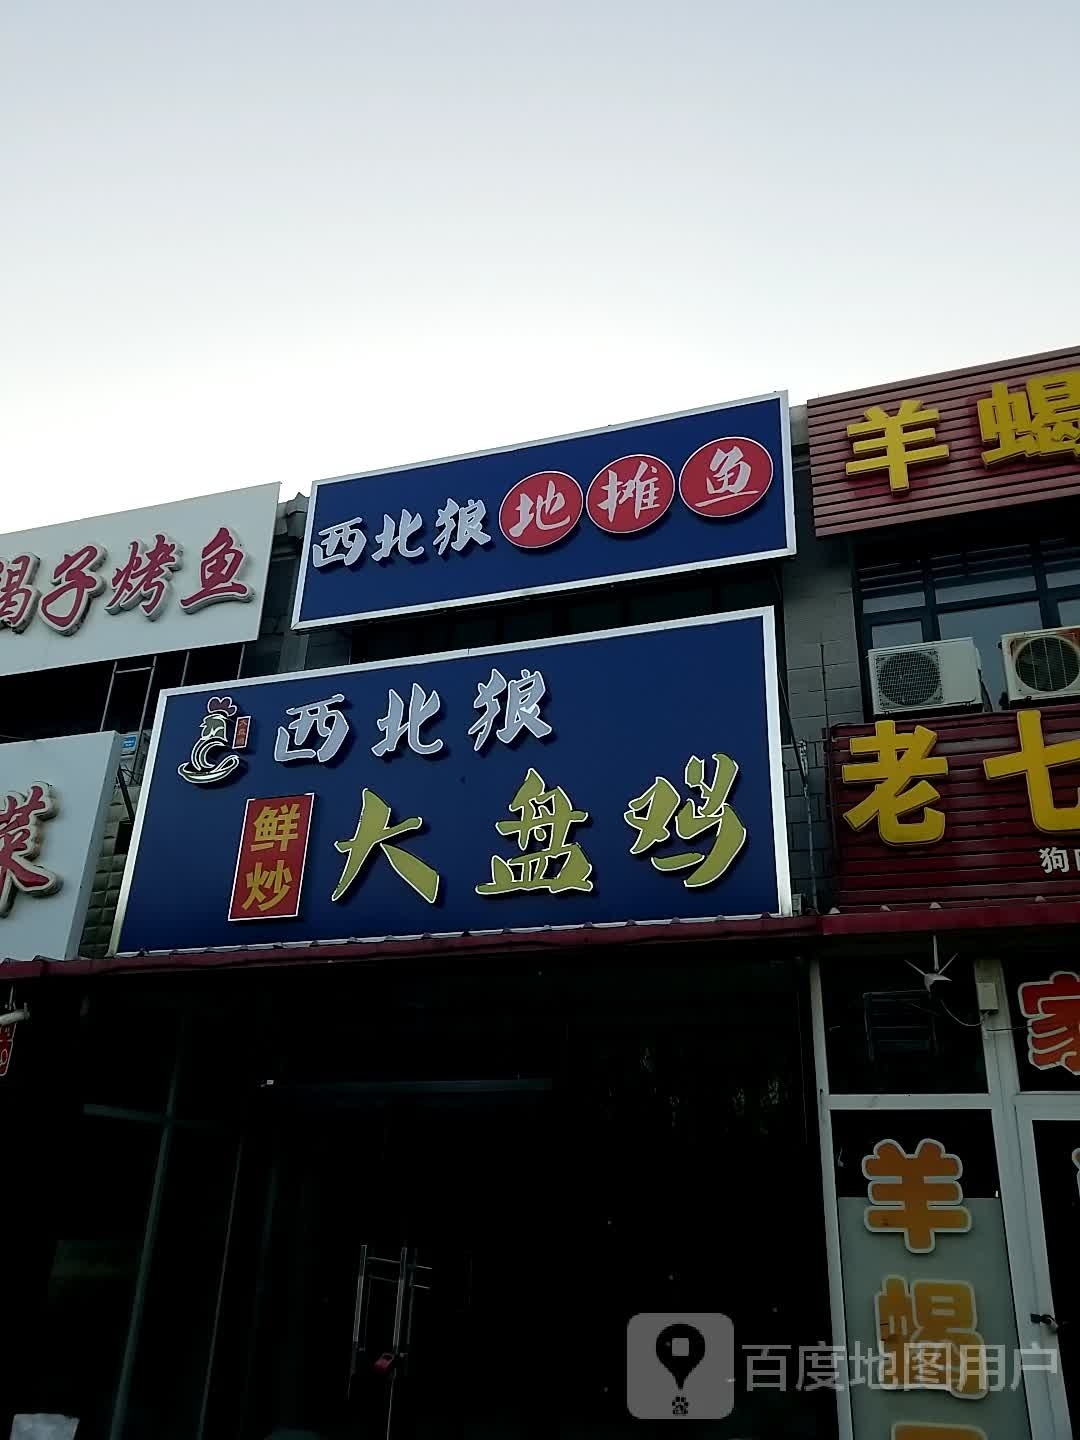 羊蝎
西北狼地摊鱼
蝎子烤鱼
西北狼
鲜炒
大盘鸡
老七
狗
菜
家
羊蝎
百度地图用户